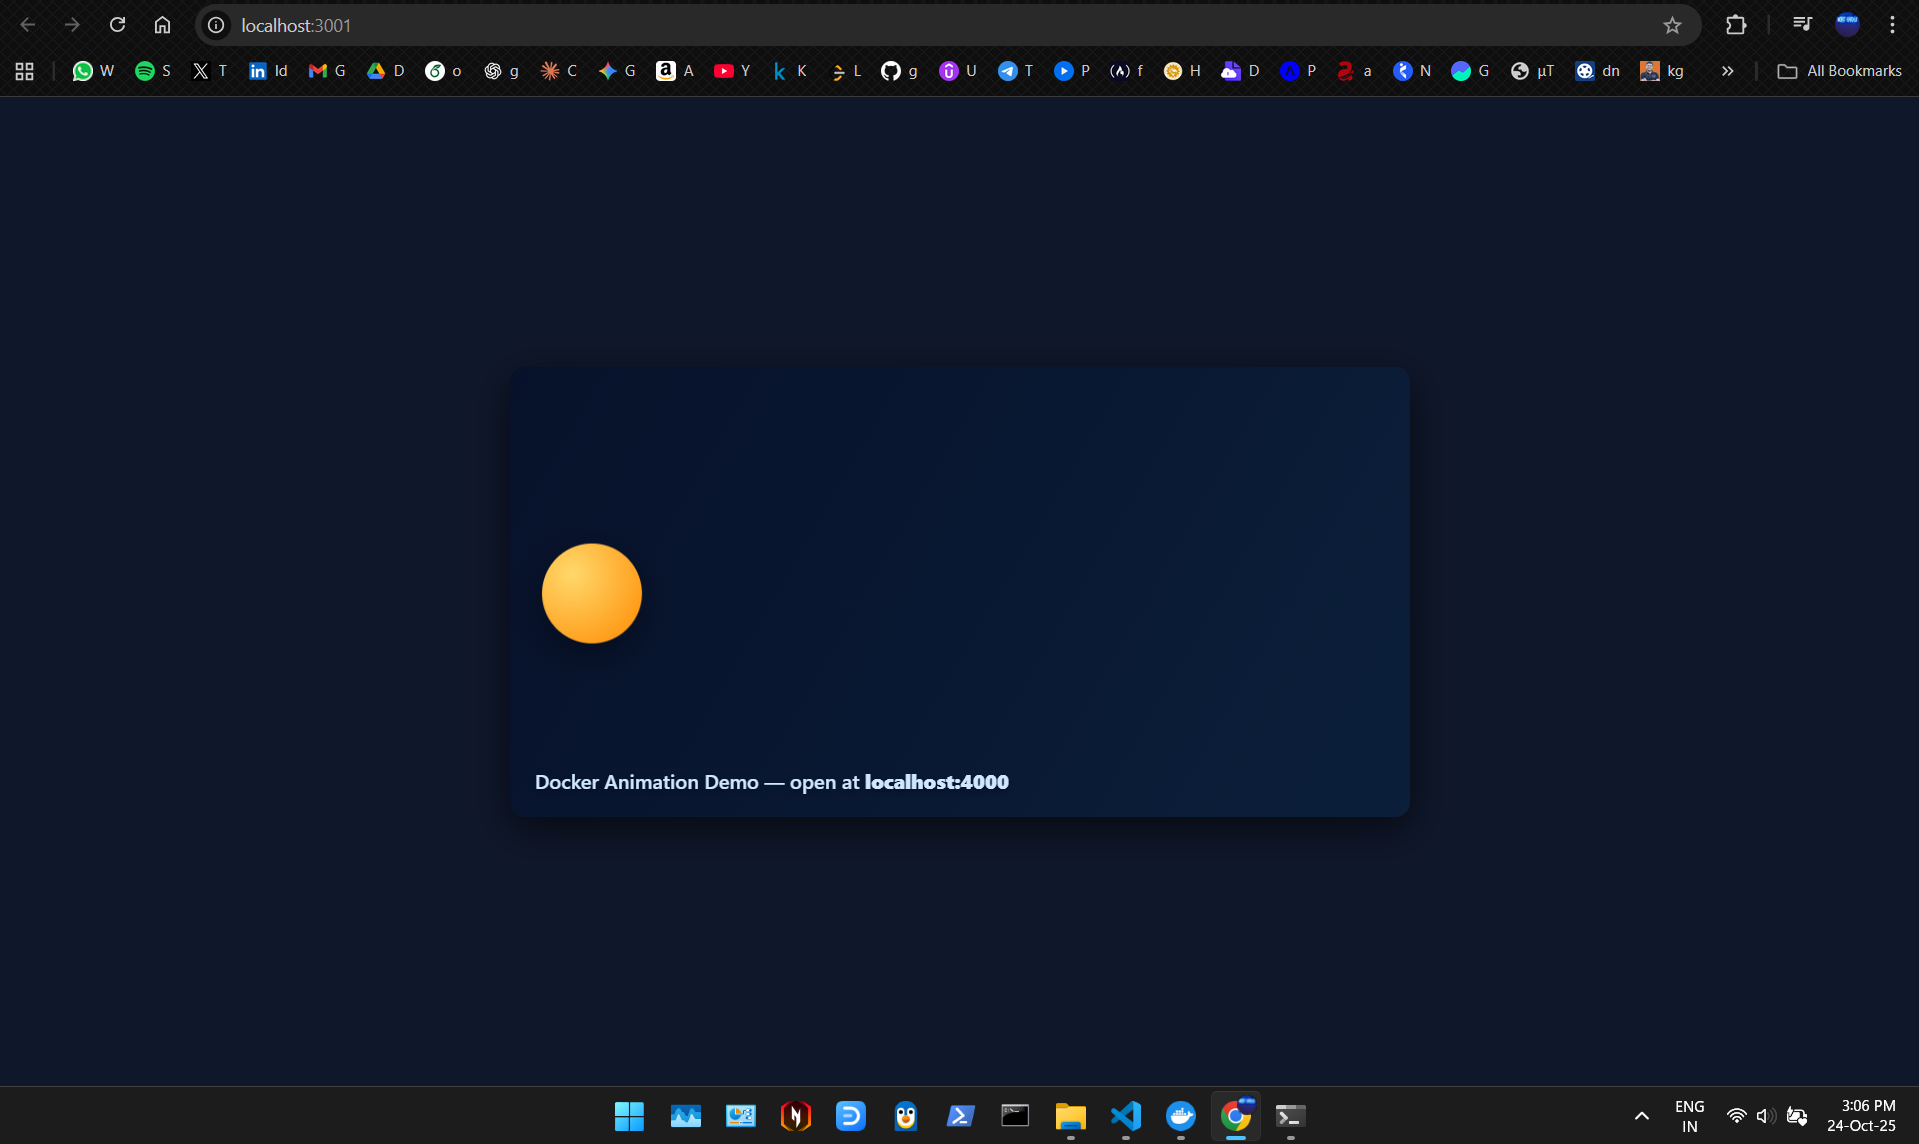 localhost:3001
W S T Id G D o g C G A Y K L g U T P f H D P a N G µT dn kg » All Bookmarks
Docker Animation Demo — open at localhost:4000
ENG 3:06 PM
IN 24-Oct-25